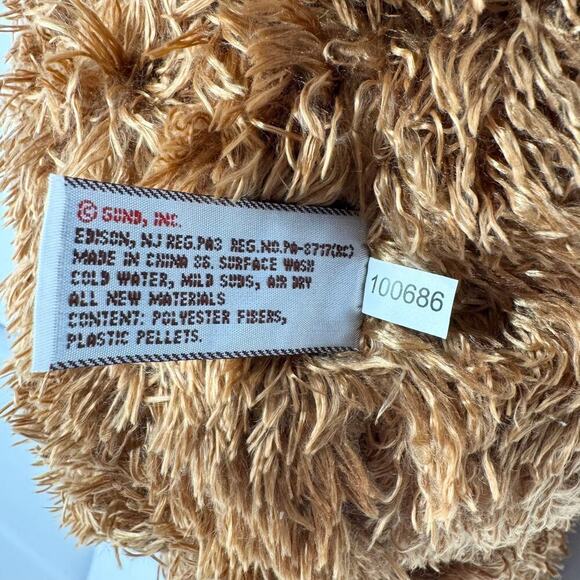 © GUND, INC.
EDISON, NJ REG.PA3 REG.NO.PA-8717(RC)
MADE IN CHINA 86. SURFACE WASH
COLD WATER, MILD SUDS, AIR DRY
ALL NEW MATERIALS
CONTENT: POLYESTER FIBERS,
PLASTIC PELLETS.
100686